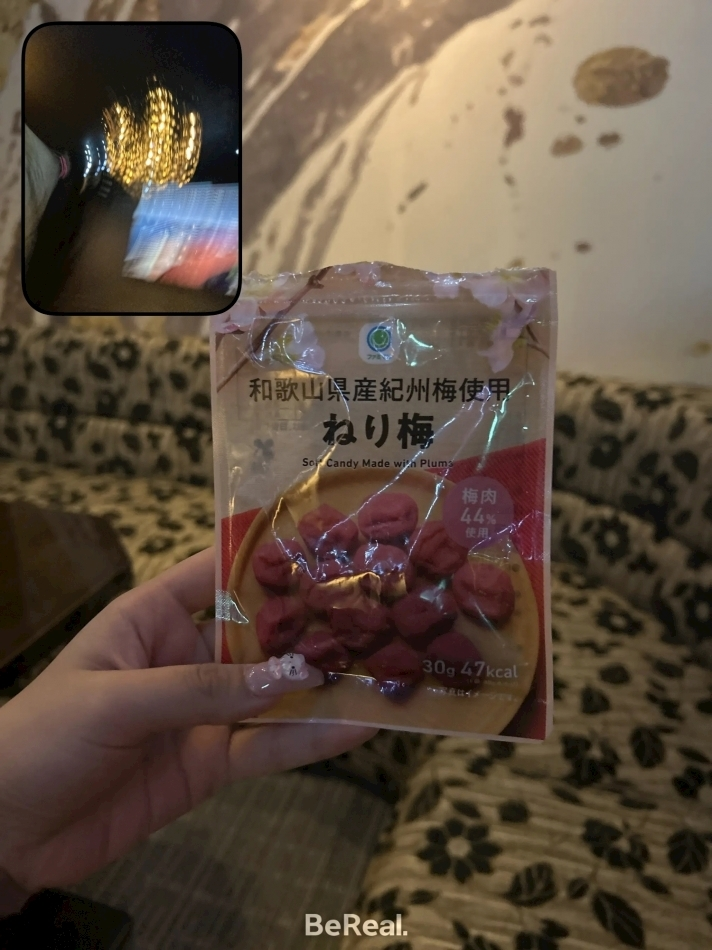 和歌山県産紀州梅使用
ねり梅
Soft Candy Made with Plums
梅肉
44%
使用
30g 47kcal
BeReal.